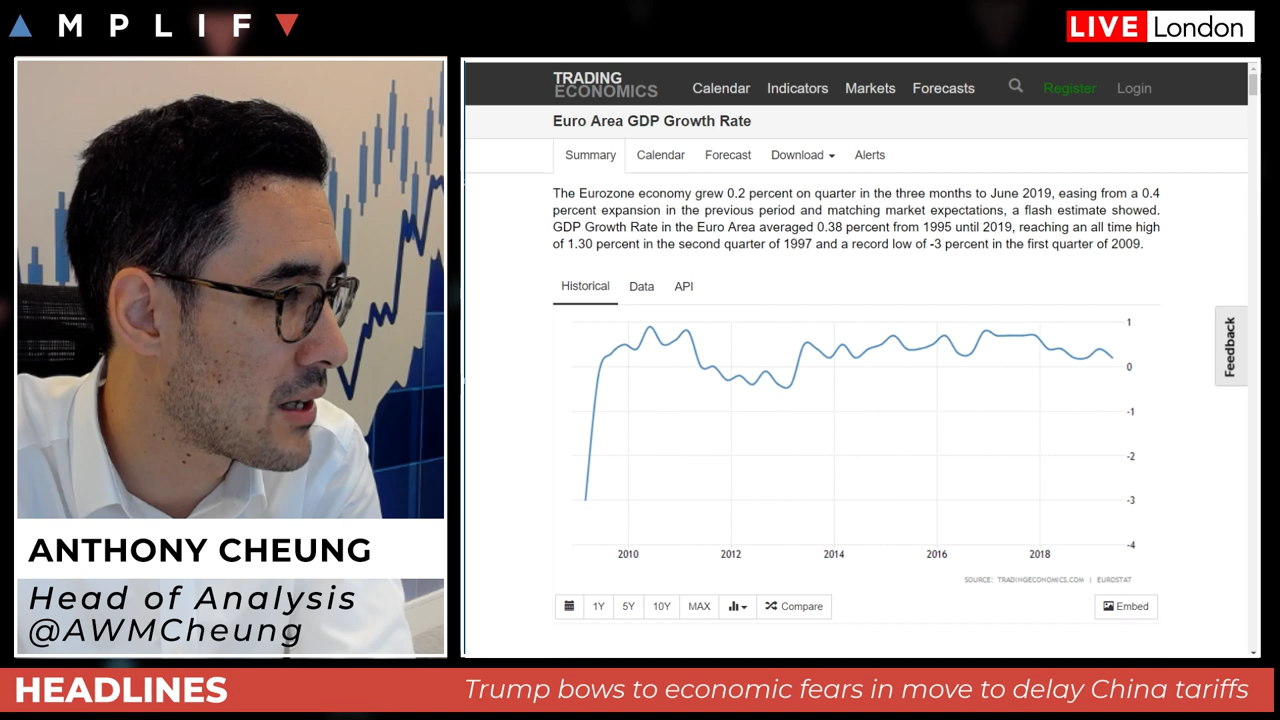 ▲ M P L I F ▼
LIVE London
TRADING
ECONOMICS
Calendar Indicators Markets Forecasts Register Login
Euro Area GDP Growth Rate
Summary Calendar Forecast Download Alerts
The Eurozone economy grew 0.2 percent on quarter in the three months to June 2019, easing from a 0.4
percent expansion in the previous period and matching market expectations, a flash estimate showed.
GDP Growth Rate in the Euro Area averaged 0.38 percent from 1995 until 2019, reaching an all time high
of 1.30 percent in the second quarter of 1997 and a record low of -3 percent in the first quarter of 2009.
Historical Data API
1
0
-1
-2
-3
-4
2010 2012 2014 2016 2018
SOURCE: TRADINGECONOMICS.COM | EUROSTAT
1Y 5Y 10Y MAX Compare Embed
Feedback
ANTHONY CHEUNG
Head of Analysis
@AWMCheung
HEADLINES Trump bows to economic fears in move to delay China tariffs